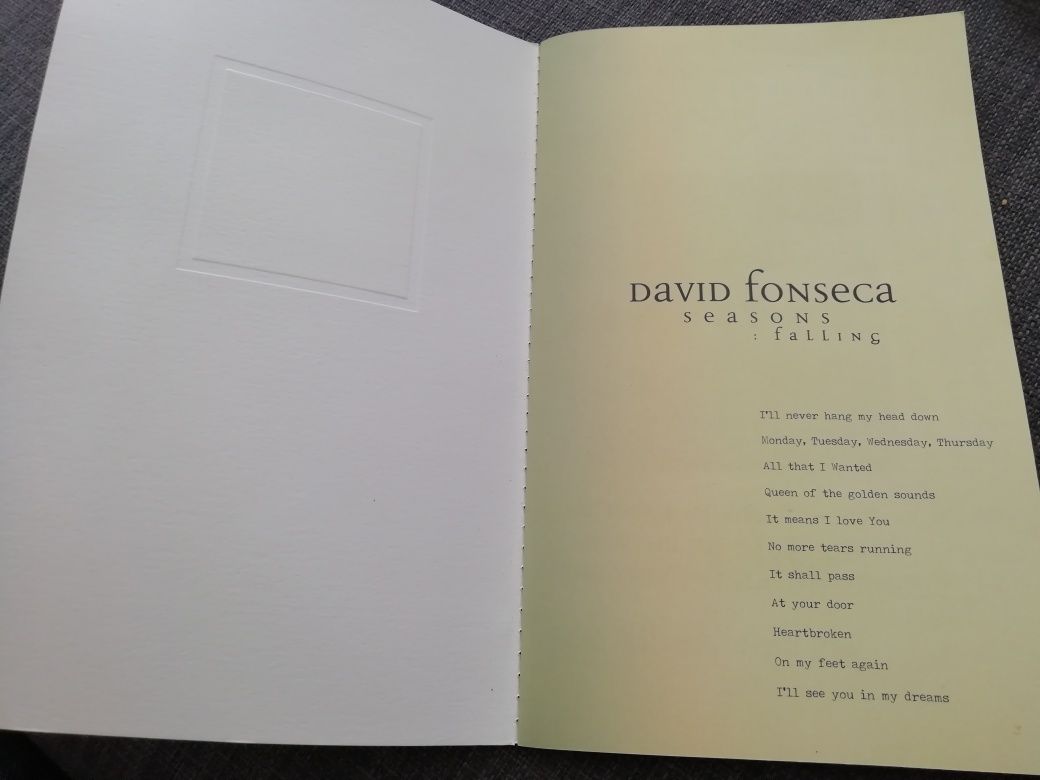 David Fonseca
seasons
: falling
I'll never hang my head down
Monday, Tuesday, Wednesday, Thursday
All that I Wanted
Queen of the golden sounds
It means I love You
No more tears running
It shall pass
At your door
Heartbroken
On my feet again
I'll see you in my dreams
3